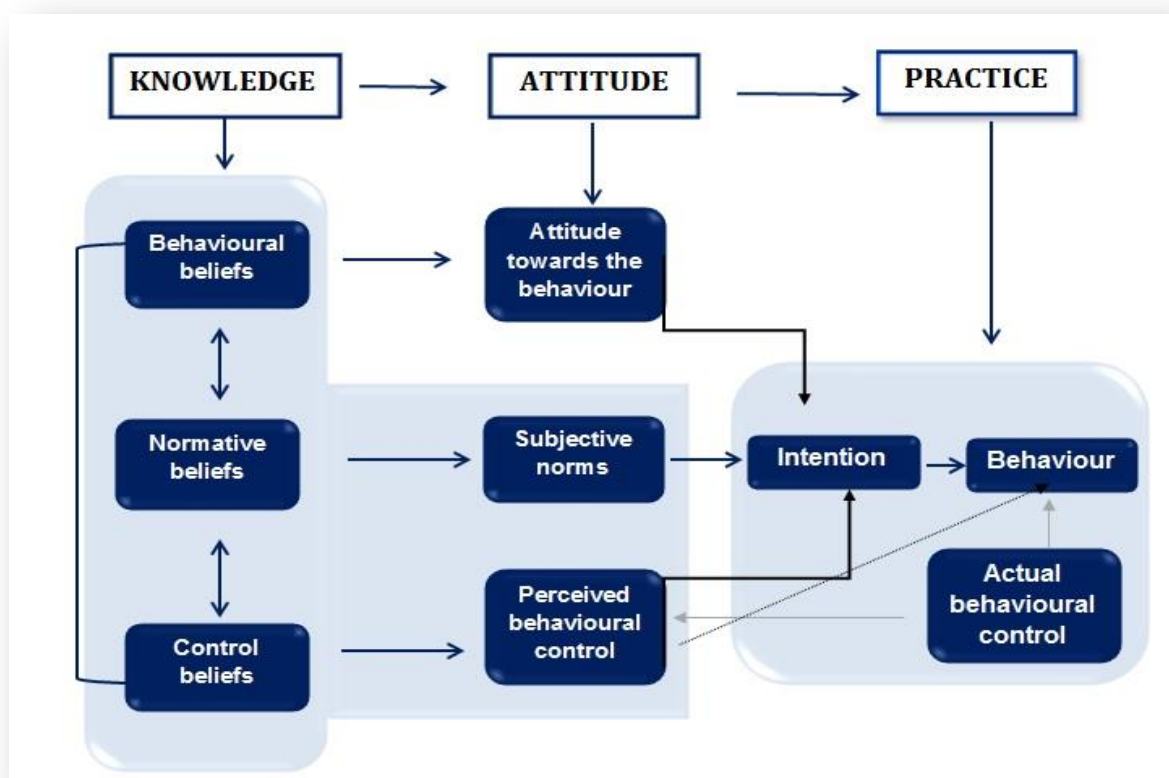 KNOWLEDGE
ATTITUDE
PRACTICE
Behavioural
beliefs
Attitude
towards the
behaviour
Normative
beliefs
Subjective
norms
Intention
Behaviour
Control
beliefs
Perceived
behavioural
control
Actual
behavioural
control